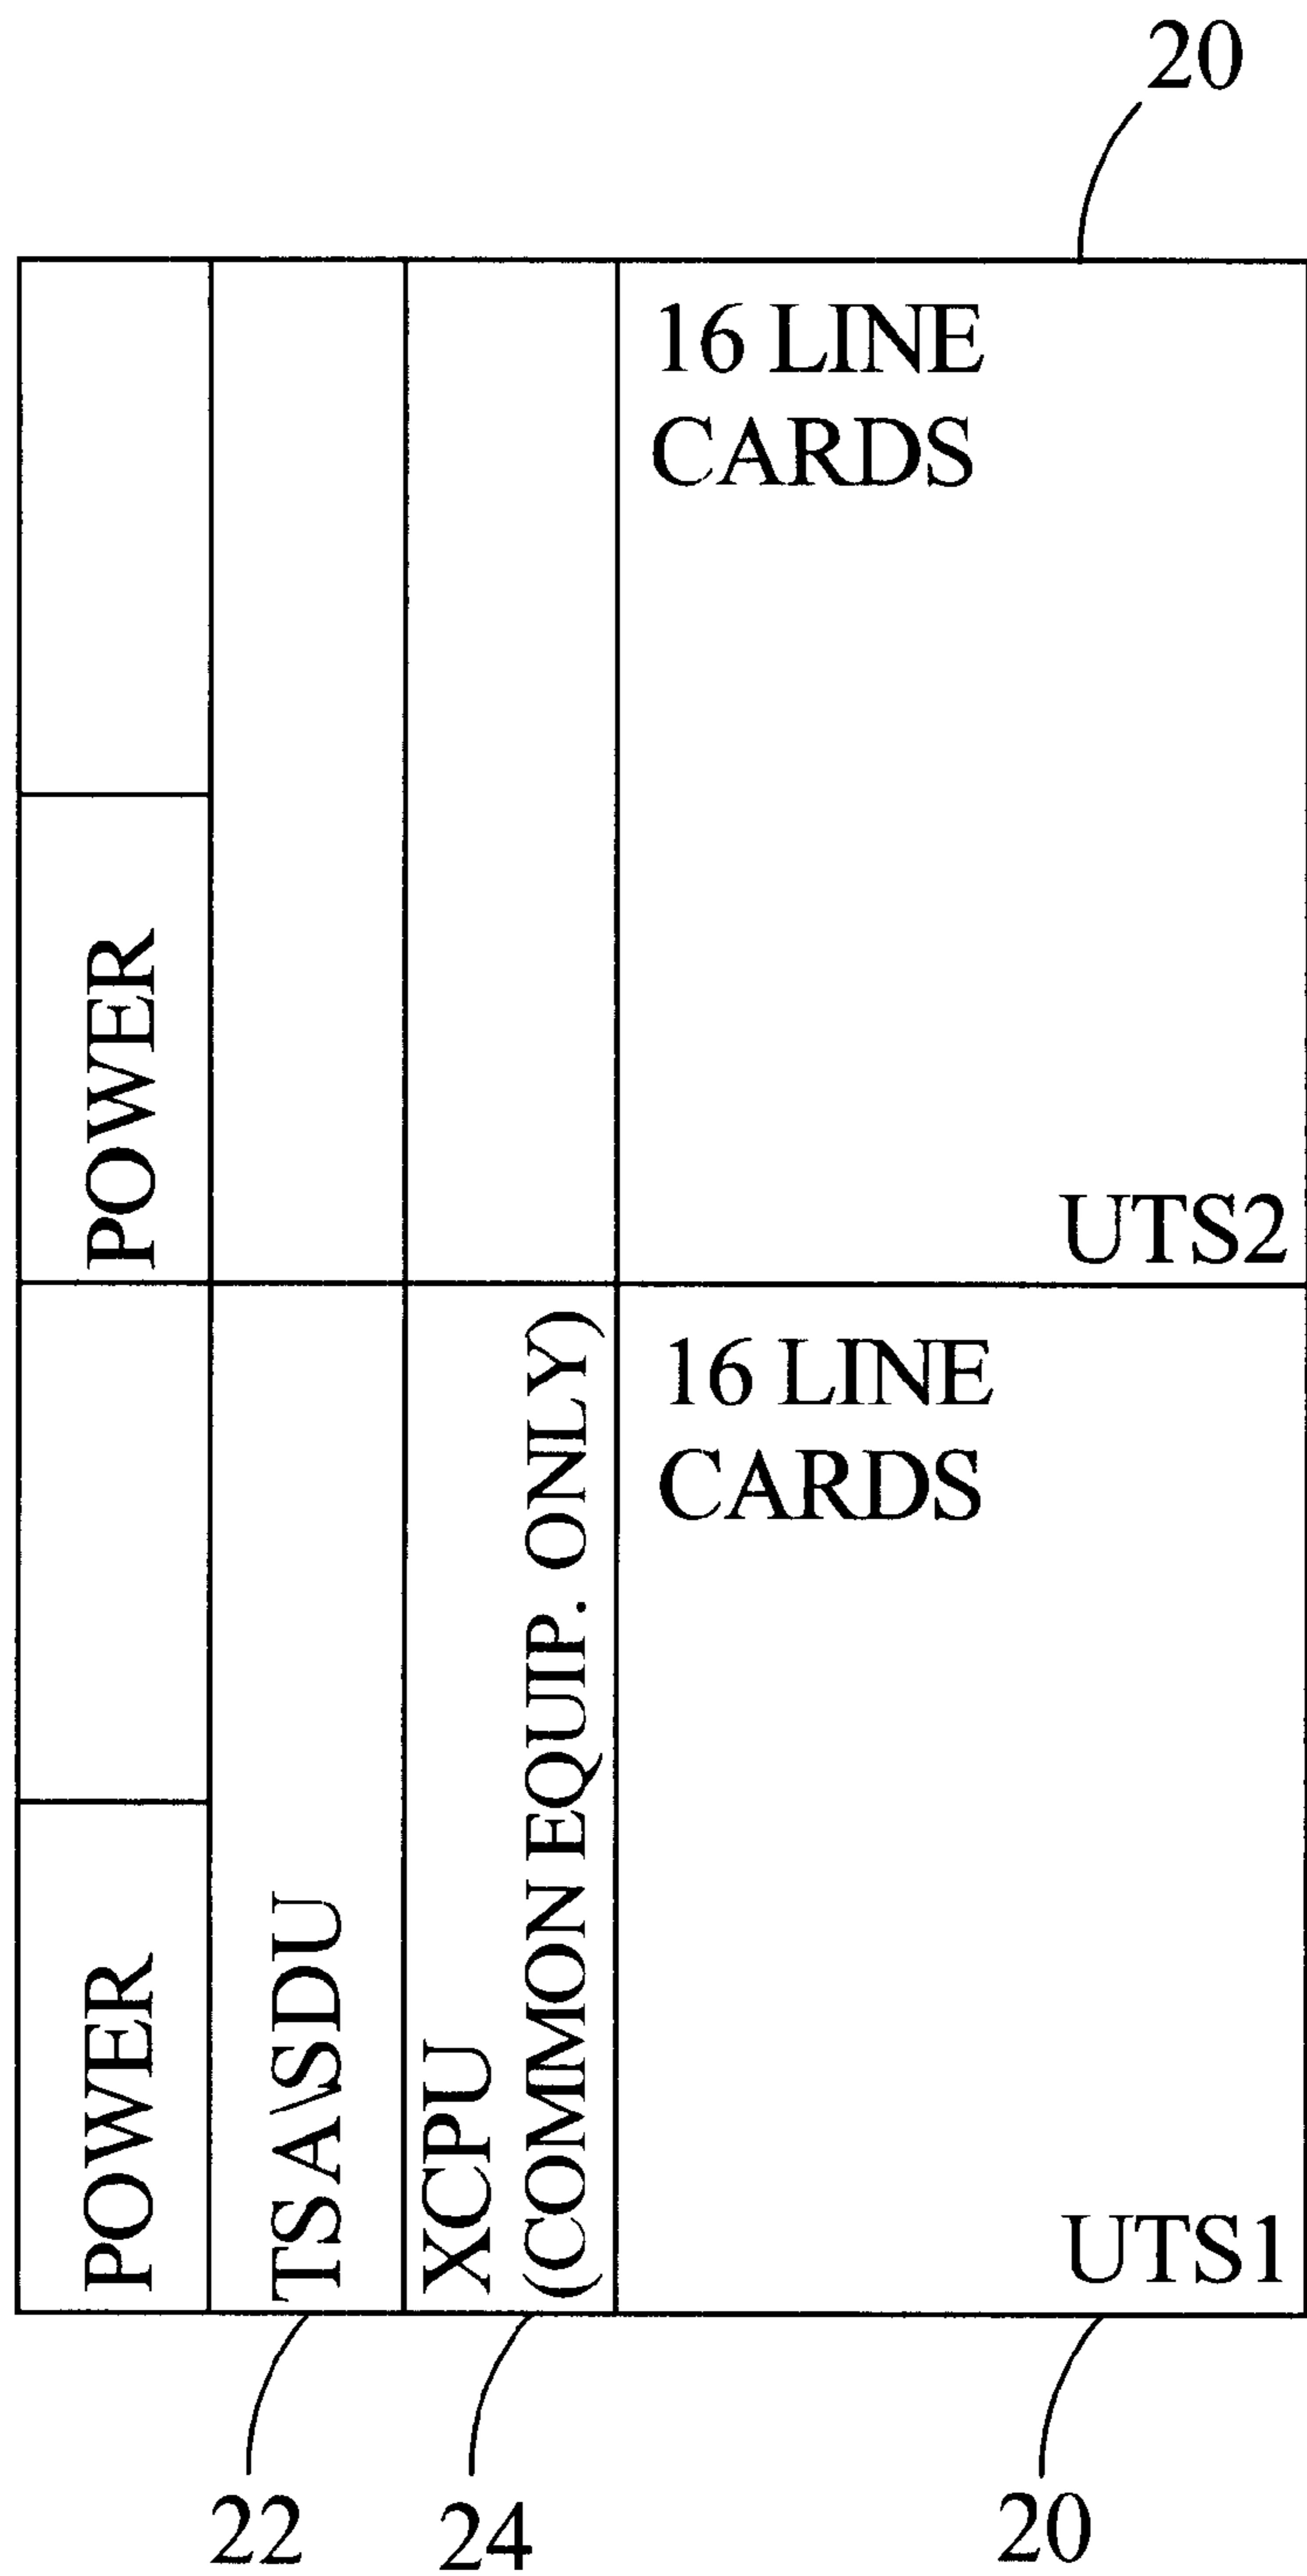 20
16 LINE
CARDS
POWER
UTS2
16 LINE
CARDS
POWER
TSA\SDU
XCPU
(COMMON EQUIP. ONLY)
UTS1
22
24
20